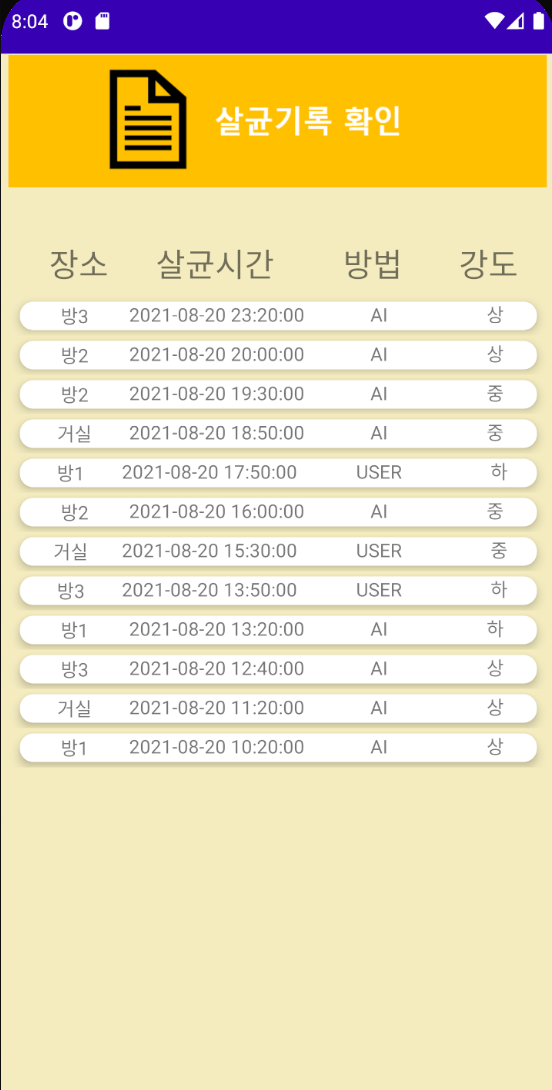 8:04
살균기록 확인
장소 살균시간 방법 강도
방3 2021-08-20 23:20:00 AI 상
방2 2021-08-20 20:00:00 AI 상
방2 2021-08-20 19:30:00 AI 중
거실 2021-08-20 18:50:00 AI 중
방1 2021-08-20 17:50:00 USER 하
방2 2021-08-20 16:00:00 AI 중
거실 2021-08-20 15:30:00 USER 중
방3 2021-08-20 13:50:00 USER 하
방1 2021-08-20 13:20:00 AI 하
방3 2021-08-20 12:40:00 AI 상
거실 2021-08-20 11:20:00 AI 상
방1 2021-08-20 10:20:00 AI 상